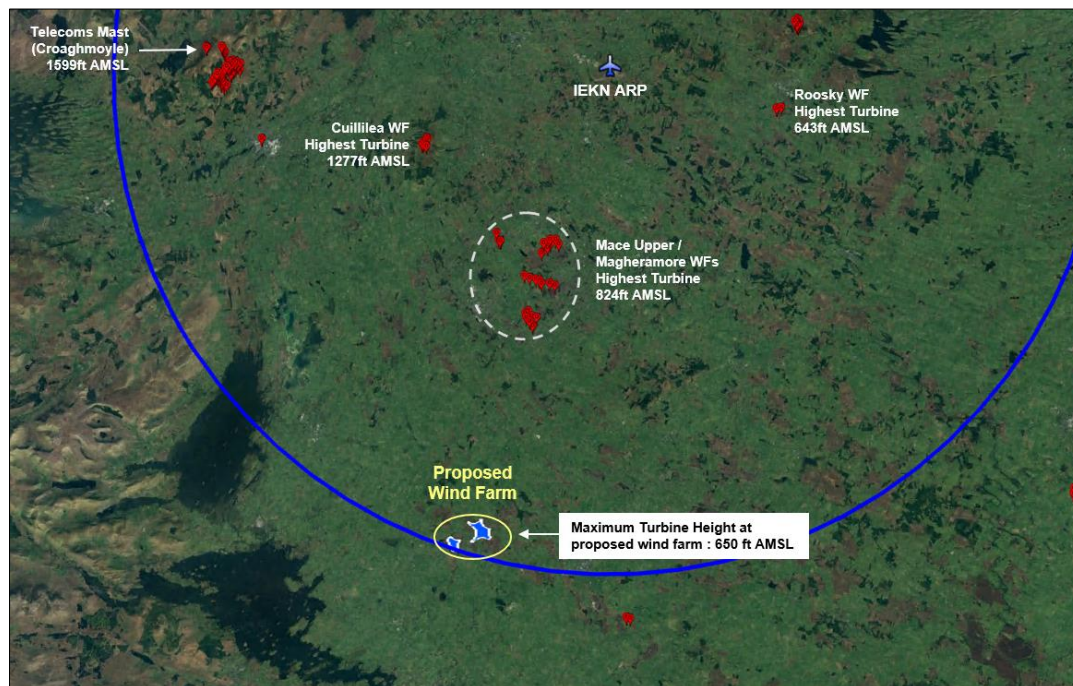 Telecoms Mast
(Croaghmoyle)
1599ft AMSL
IEKN ARP
Roosky WF
Highest Turbine
643ft AMSL
Cuillilea WF
Highest Turbine
1277ft AMSL
Mace Upper /
Magheramore WFs
Highest Turbine
824ft AMSL
Proposed
Wind Farm
Maximum Turbine Height at
proposed wind farm : 650 ft AMSL